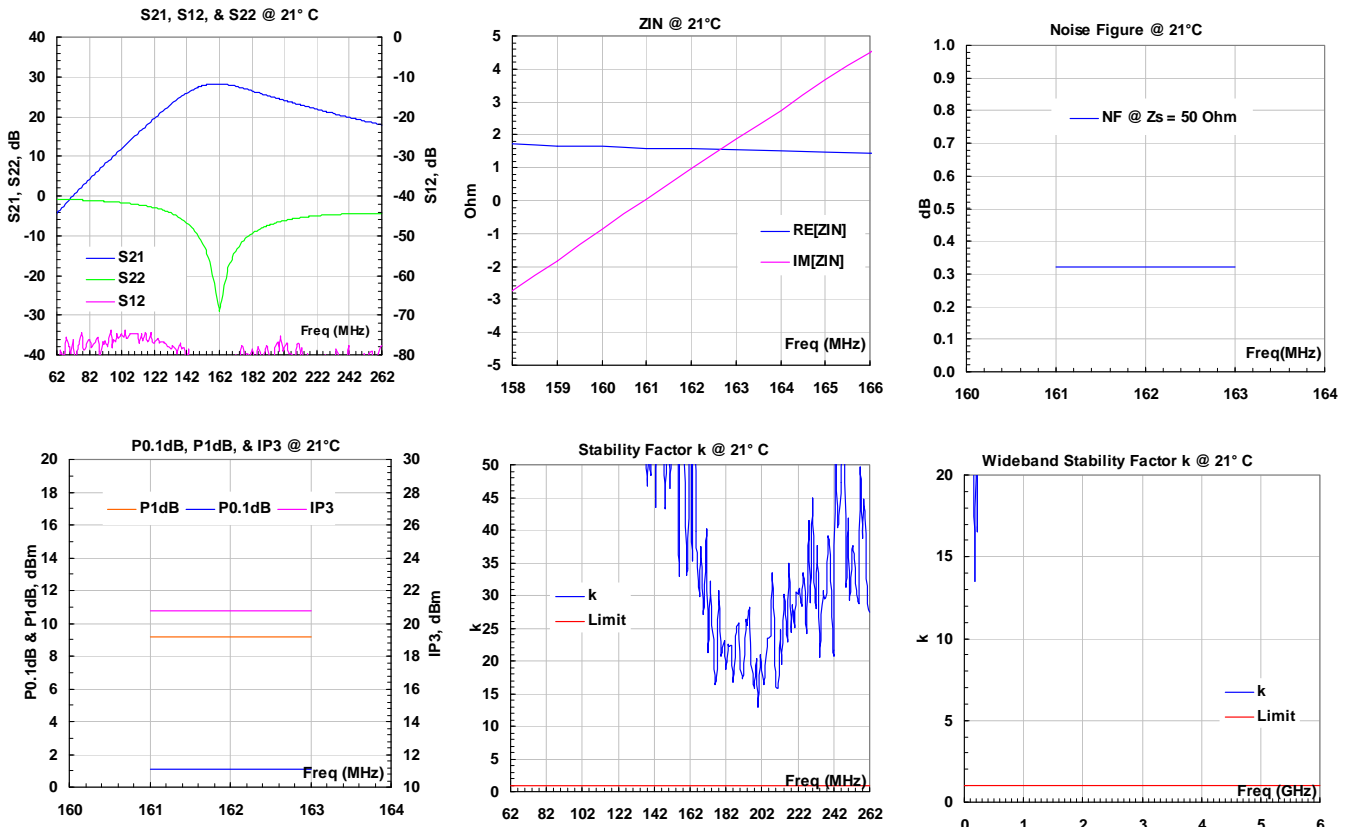 S21, S12, & S22 @ 21° C
40
30
20
10
0
-10
-20
-30
-40
S21, S22, dB
0
-10
-20
-30
-40
-50
-60
-70
-80
S12, dB
S21
S22
S12
Freq (MHz)
62 82 102 122 142 162 182 202 222 242 262
ZIN @ 21°C
5
4
3
2
1
0
-1
-2
-3
-4
-5
Ohm
RE[ZIN]
IM[ZIN]
Freq (MHz)
158 159 160 161 162 163 164 165 166
Noise Figure @ 21°C
1.0
0.9
0.8
0.7
0.6
0.5
0.4
0.3
0.2
0.1
0.0
dB
NF @ Zs = 50 Ohm
Freq(MHz)
160 161 162 163 164
P0.1dB, P1dB, & IP3 @ 21°C
20
18
16
14
12
10
8
6
4
2
0
P0.1dB & P1dB, dBm
30
28
26
24
22
20
18
16
14
12
10
IP3, dBm
P1dB P0.1dB IP3
Freq (MHz)
160 161 162 163 164
Stability Factor k @ 21° C
50
45
40
35
30
25
20
15
10
5
0
k
k
Limit
Freq (MHz)
62 82 102 122 142 162 182 202 222 242 262
Wideband Stability Factor k @ 21° C
20
15
10
5
0
k
k
Limit
Freq (GHz)
0 1 2 3 4 5 6